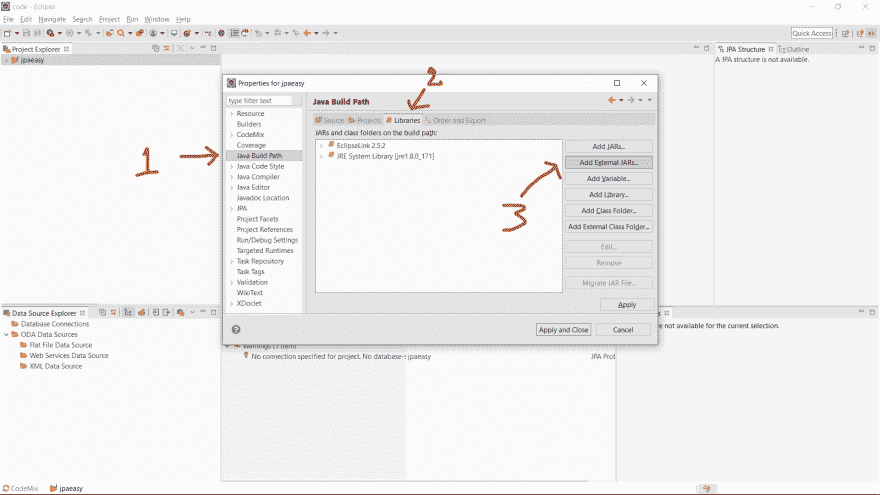 code - Eclipse
File Edit Navigate Search Project Run Window Help
Quick Access
Project Explorer
jpaeasy
JPA Structure
Outline
A JPA structure is not available.
2
Properties for jpaeasy
type filter text
Java Build Path
Resource
Builders
CodeMix
Coverage
Java Build Path
Java Code Style
Java Compiler
Java Editor
Javadoc Location
JPA
Project Facets
Project References
Run/Debug Settings
Targeted Runtimes
Task Repository
Task Tags
Validation
WikiText
XDoclet
1
Source Projects Libraries Order and Export
JARs and class folders on the build path:
EclipseLink 2.5.2
JRE System Library [jre1.8.0_171]
3
Add JARs...
Add External JARs...
Add Variable...
Add Library...
Add Class Folder...
Add External Class Folder...
Edit...
Remove
Migrate JAR File...
Apply
Apply and Close
Cancel
Data Source Explorer
Database Connections
ODA Data Sources
Flat File Data Source
Web Services Data Source
XML Data Source
Warnings (1 item)
No connection specified for project. No database-s jpaeasy
JPA Prol
re not available for the current selection.
CodeMix jpaeasy